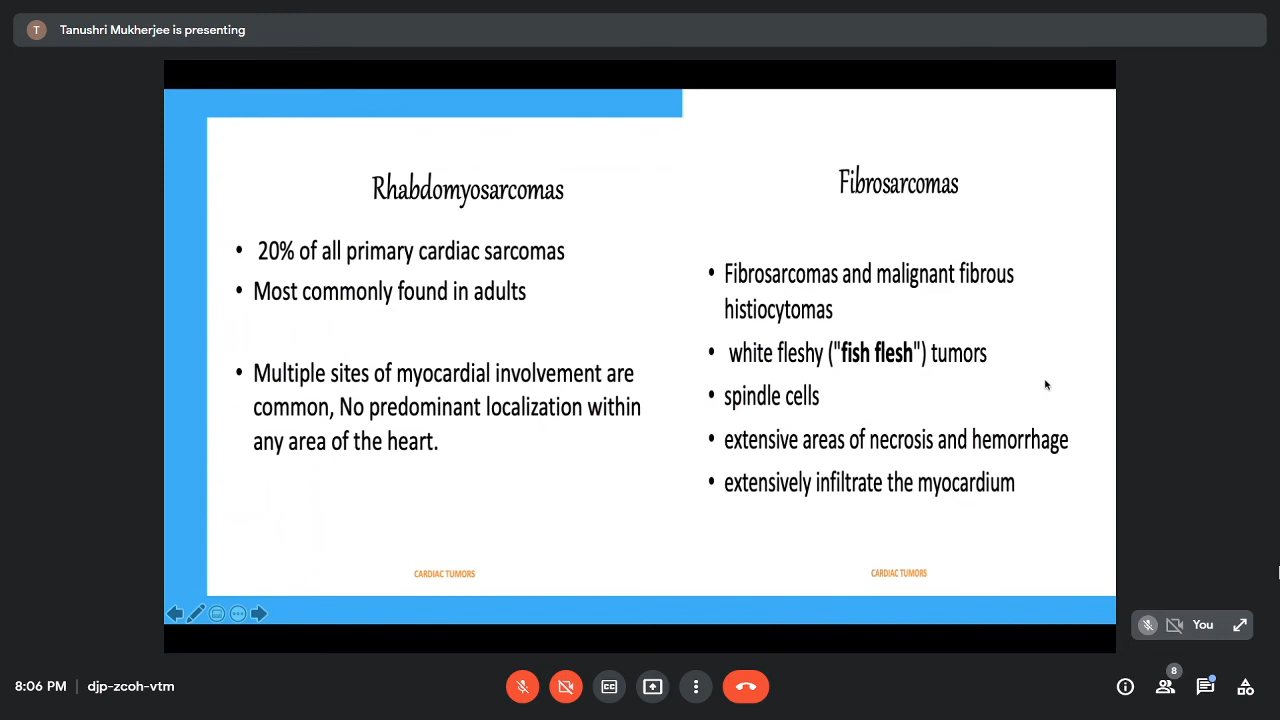 T
Tanushri Mukherjee is presenting
Rhabdomyosarcomas
• 20% of all primary cardiac sarcomas
• Most commonly found in adults
• Multiple sites of myocardial involvement are
common, No predominant localization within
any area of the heart.
CARDIAC TUMORS
Fibrosarcomas
• Fibrosarcomas and malignant fibrous
histiocytomas
• white fleshy ("fish flesh") tumors
• spindle cells
• extensive areas of necrosis and hemorrhage
• extensively infiltrate the myocardium
CARDIAC TUMORS
You
8:06 PM | djp-zcoh-vtm
CC
8